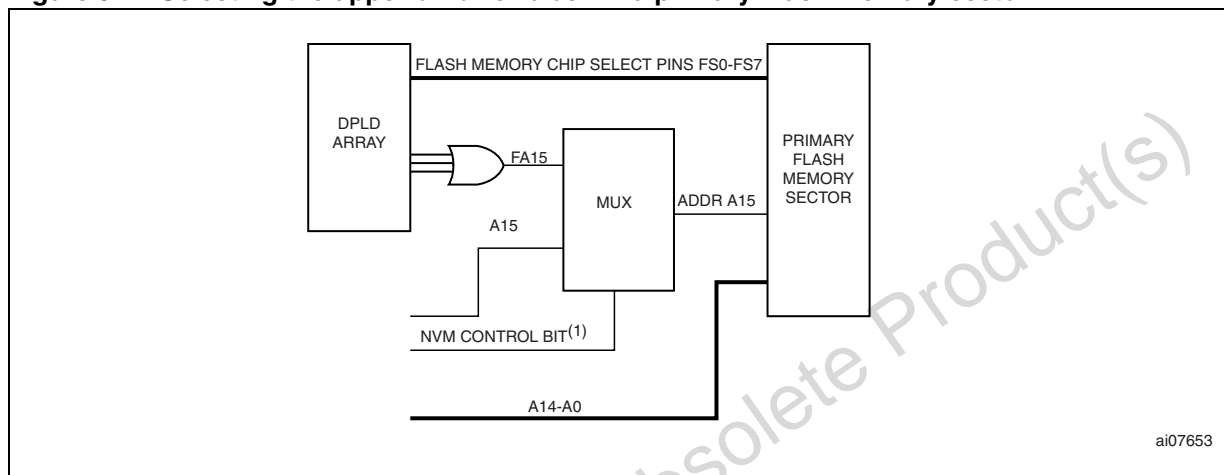 FLASH MEMORY CHIP SELECT PINS FS0-FS7
DPLD
ARRAY
FA15
MUX
ADDR A15
PRIMARY
FLASH
MEMORY
SECTOR
A15
NVM CONTROL BIT(1)
A14-A0
ai07653
bsolete Product(s)